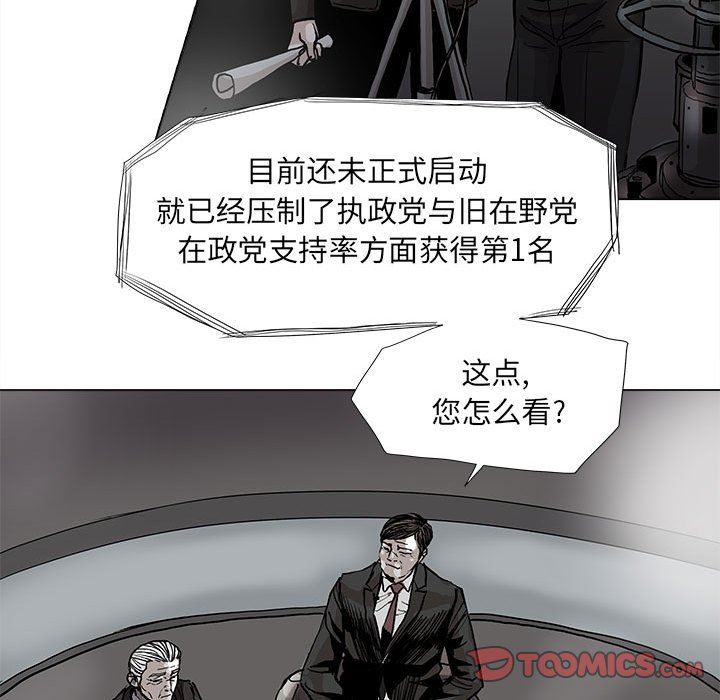 目前还未正式启动
就已经压制了执政党与旧在野党
在政党支持率方面获得第1名
这点,
您怎么看?
TOOMICS.COM